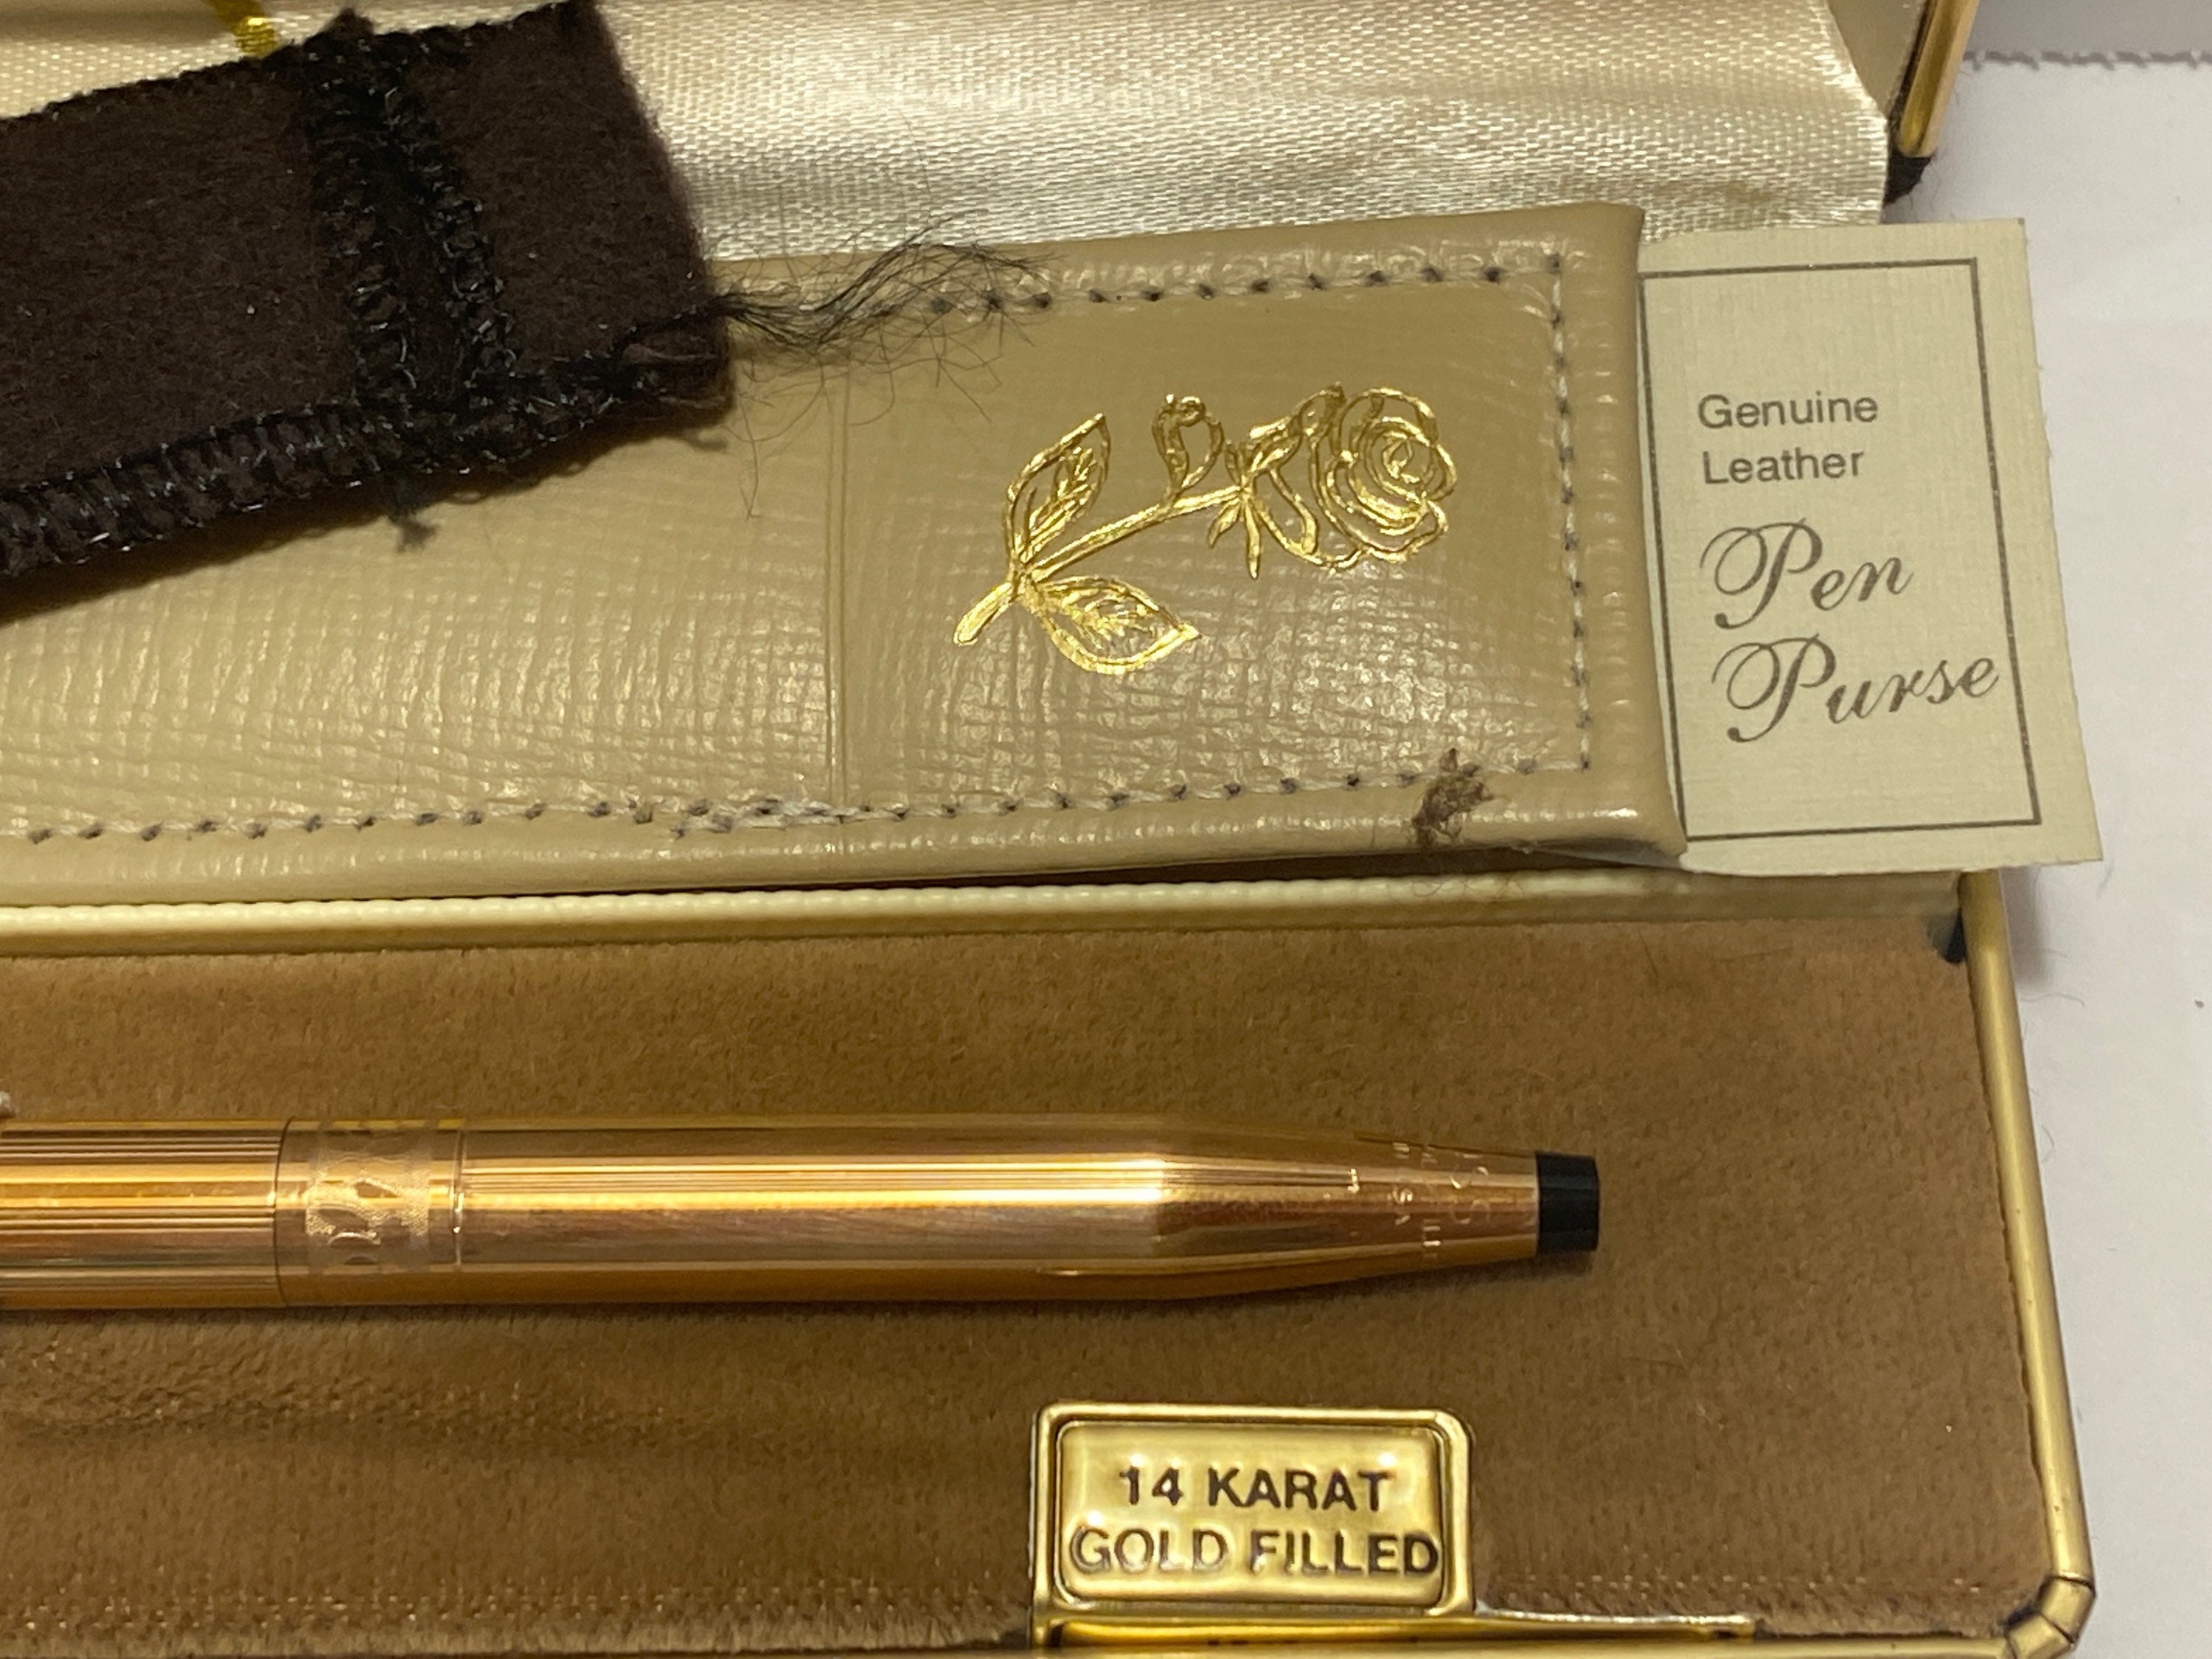 Genuine
Leather
Pen
Purse
14 KARAT
GOLD FILLED